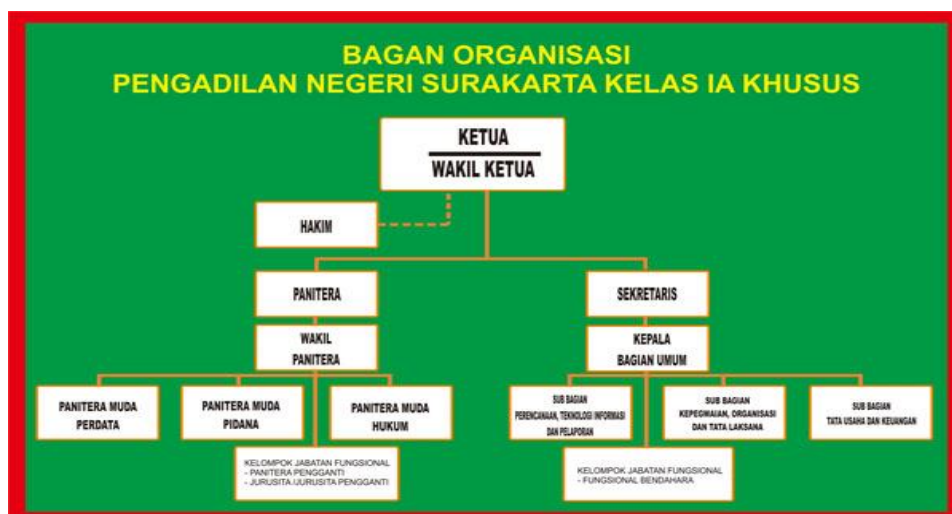 BAGAN ORGANISASI
PENGADILAN NEGERI SURAKARTA KELAS IA KHUSUS
KETUA
WAKIL KETUA
HAKIM
PANITERA
SEKRETARIS
WAKIL
PANITERA
KEPALA
BAGIAN UMUM
PANITERA MUDA
PERDATA
PANITERA MUDA
PIDANA
PANITERA MUDA
HUKUM
SUB BAGIAN
PERENCANAAN, TEKNOLOGI INFORMASI
DAN PELAPORAN
SUB BAGIAN
KEPEGWAIAN, ORGANISASI
DAN TATA LAKSANA
SUB BAGIAN
TATA USAHA DAN KEUANGAN
KELOMPOK JABATAN FUNGSIONAL
- PANITERA PENGGANTI
- JURUSITA /JURUSITA PENGGANTI
KELOMPOK JABATAN FUNGSIONAL
- FUNGSIONAL BENDAHARA